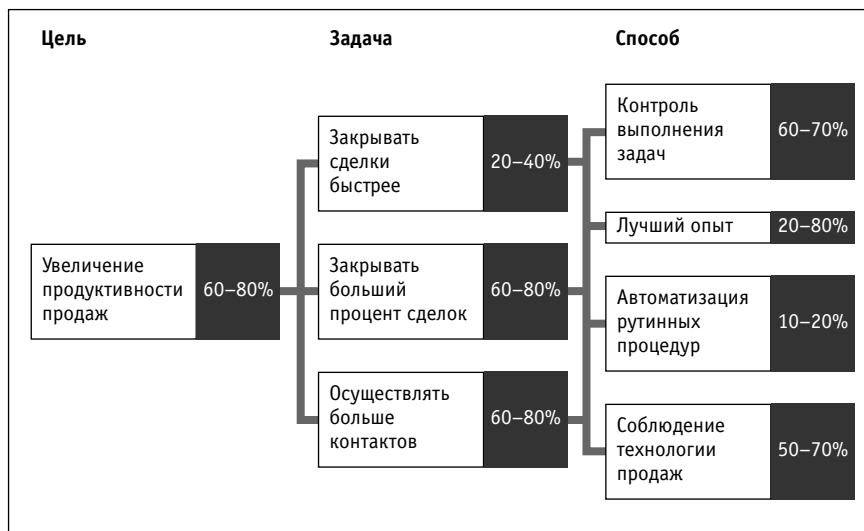 Цель
Задача
Способ
Увеличение
продуктивности
продаж
60–80%
Закрывать
сделки
быстрее
20–40%
Закрывать
больший
процент сделок
60–80%
Осуществлять
больше
контактов
60–80%
Контроль
выполнения
задач
60–70%
Лучший опыт
20–80%
Автоматизация
рутинных
процедур
10–20%
Соблюдение
технологии
продаж
50–70%